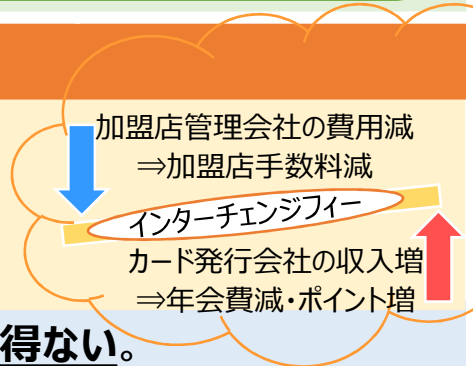 加盟店管理会社の費用減
⇒加盟店手数料減
インターチェンジフィー
カード発行会社の収入増
⇒年会費減・ポイント増
得ない。